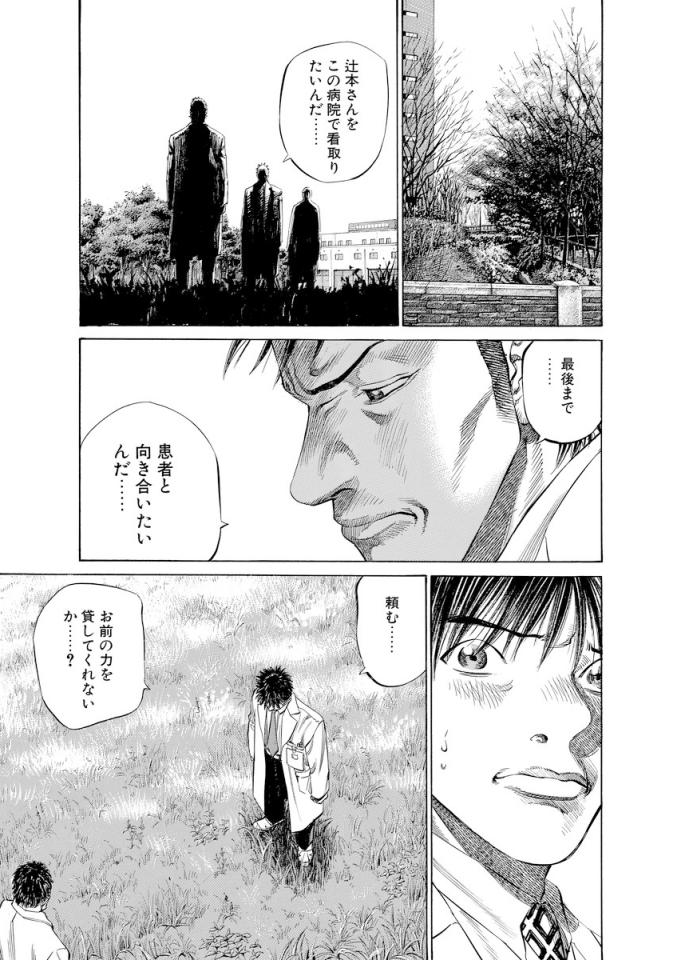 辻本さんを
この病院で看取り
たいんだ……
最後まで
……
患者と
向き合いたい
んだ……
頼む……
お前の力を
貸してくれない
か……？